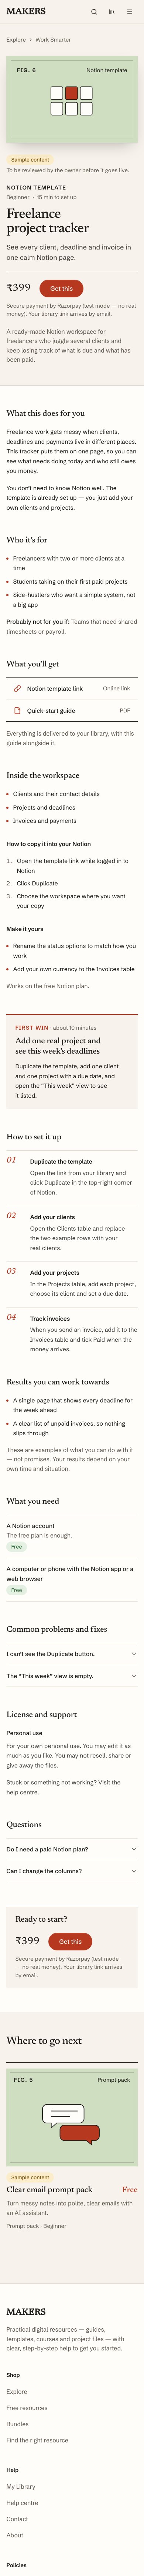 MAKERS
Explore › Work Smarter
FIG. 6
Notion template
Sample content
To be reviewed by the owner before it goes live.
NOTION TEMPLATE
Beginner · 15 min to set up
Freelance
project tracker
See every client, deadline and invoice in
one calm Notion page.
₹399
Get this
Secure payment by Razorpay (test mode — no real
money). Your library link arrives by email.
A ready-made Notion workspace for
freelancers who juggle several clients and
keep losing track of what is due and what has
been paid.
What this does for you
Freelance work gets messy when clients,
deadlines and payments live in different places.
This tracker puts them on one page, so you can
see what needs doing today and who still owes
you money.
You don't need to know Notion well. The
template is already set up — you just add your
own clients and projects.
Who it's for
Freelancers with two or more clients at a
time
Students taking on their first paid projects
Side-hustlers who want a simple system, not
a big app
Probably not for you if: Teams that need shared
timesheets or payroll.
What you'll get
Notion template link
Online link
Quick-start guide
PDF
Everything is delivered to your library, with this
guide alongside it.
Inside the workspace
Clients and their contact details
Projects and deadlines
Invoices and payments
How to copy it into your Notion
1. Open the template link while logged in to
Notion
2. Click Duplicate
3. Choose the workspace where you want
your copy
Make it yours
Rename the status options to match how you
work
Add your own currency to the Invoices table
Works on the free Notion plan.
FIRST WIN · about 10 minutes
Add one real project and
see this week's deadlines
Duplicate the template, add one client
and one project with a due date, and
open the “This week” view to see
it listed.
How to set it up
01
Duplicate the template
Open the link from your library and
click Duplicate in the top-right corner
of Notion.
02
Add your clients
Open the Clients table and replace
the two example rows with your
real clients.
03
Add your projects
In the Projects table, add each project,
choose its client and set a due date.
04
Track invoices
When you send an invoice, add it to the
Invoices table and tick Paid when the
money arrives.
Results you can work towards
A single page that shows every deadline for
the week ahead
A clear list of unpaid invoices, so nothing
slips through
These are examples of what you can do with it
— not promises. Your results depend on your
own time and situation.
What you need
A Notion account
The free plan is enough.
Free
A computer or phone with the Notion app or a
web browser
Free
Common problems and fixes
I can't see the Duplicate button.
The “This week” view is empty.
License and support
Personal use
For your own personal use. You may edit it as
much as you like. You may not resell, share or
give away the files.
Stuck or something not working? Visit the
help centre.
Questions
Do I need a paid Notion plan?
Can I change the columns?
Ready to start?
₹399
Get this
Secure payment by Razorpay (test mode
— no real money). Your library link arrives
by email.
Where to go next
FIG. 5
Prompt pack
Sample content
Clear email prompt pack
Free
Turn messy notes into polite, clear emails with
an AI assistant.
Prompt pack · Beginner
MAKERS
Practical digital resources — guides,
templates, courses and project files — with
clear, step-by-step help to get you started.
Shop
Explore
Free resources
Bundles
Find the right resource
Help
My Library
Help centre
Contact
About
Policies